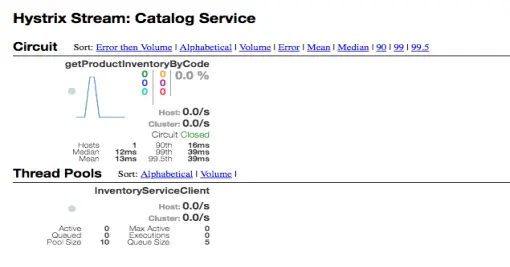 Hystrix Stream: Catalog Service
Circuit Sort: Error then Volume | Alphabetical | Volume | Error | Mean | Median | 90 | 99 | 99.5
getProductInventoryByCode
0 0 0.0 %
0 0
0 0
Host: 0.0/s
Cluster: 0.0/s
Circuit Closed
Hosts 1 90th 16ms
Median 12ms 99th 39ms
Mean 13ms 99.5th 39ms
Thread Pools Sort: Alphabetical | Volume |
InventoryServiceClient
Host: 0.0/s
Cluster: 0.0/s
Active 0 Max Active 0
Queued 0 Executions 0
Pool Size 10 Queue Size 5